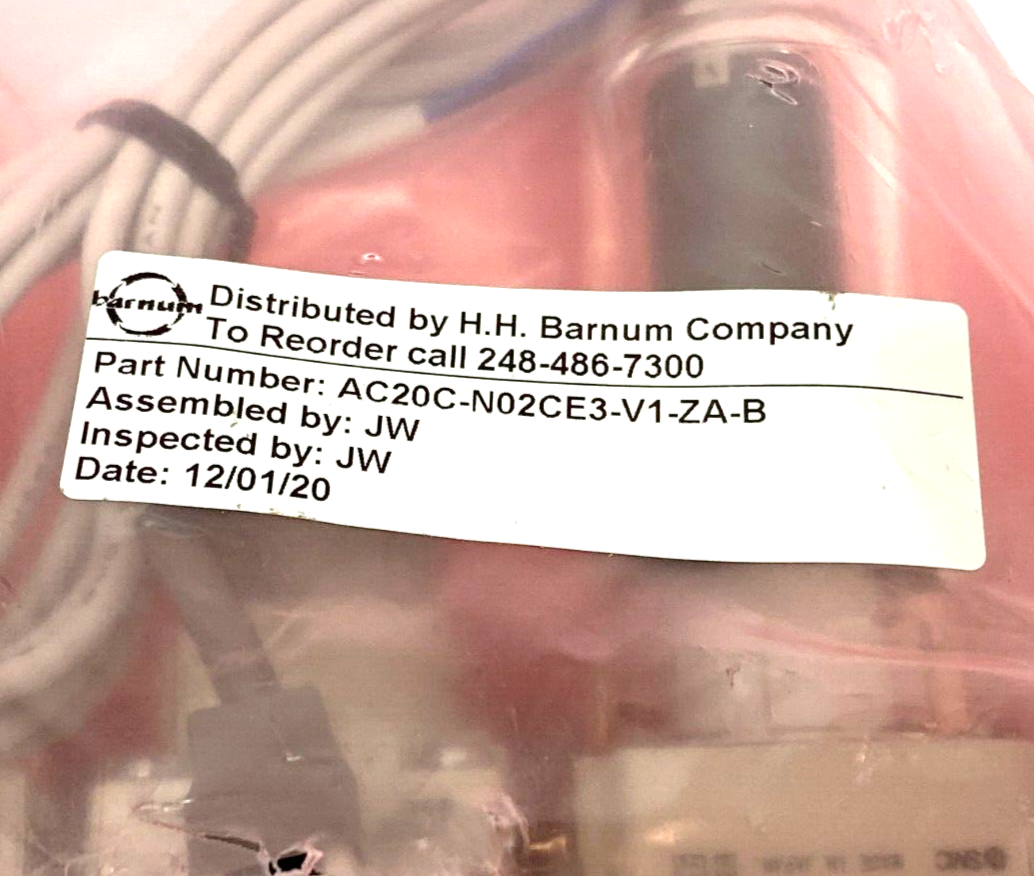 barnum
Distributed by H.H. Barnum Company
To Reorder call 248-486-7300
Part Number: AC20C-N02CE3-V1-ZA-B
Assembled by: JW
Inspected by: JW
Date: 12/01/20